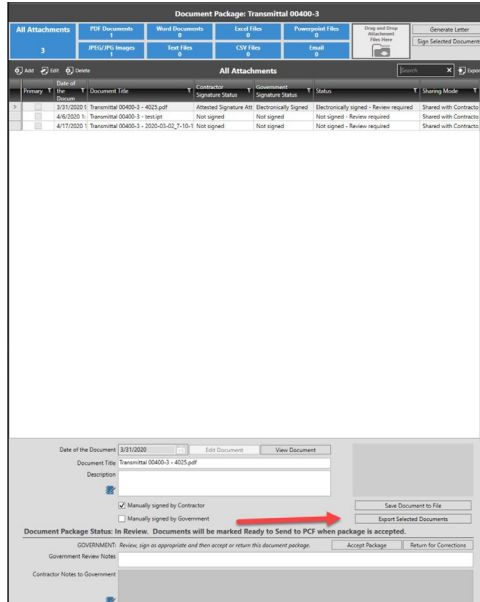 Document Package: Transmittal 00400-3
All Attachments
3
PDF Documents
1
Word Documents
0
Excel Files
0
Powerpoint Files
0
JPEG/JPG Images
1
Text Files
0
CSV Files
0
Email
0
Drag and Drop
Attachment
Files Here
Generate Letter
Sign Selected Documents
Add Edit Delete All Attachments Search X Export
Primary Date of the Docum Document Title Contractor Signature Status Government Signature Status Status Sharing Mode
3/31/2020 1 Transmittal 00400-3 - 4025.pdf Attested Signature Att Electronically Signed Electronically signed - Review required Shared with Contracto
4/6/2020 1: Transmittal 00400-3 - test.ipt Not signed Not signed Not signed - Review required Shared with Contracto
4/17/2020 1 Transmittal 00400-3 - 2020-03-02_7-10-1 Not signed Not signed Not signed - Review required Shared with Contracto
Date of the Document 3/31/2020 Edit Document View Document
Document Title Transmittal 00400-3 - 4025.pdf
Description
Manually signed by Contractor Save Document to File
Manually signed by Government Export Selected Documents
Document Package Status: In Review. Documents will be marked Ready to Send to PCF when package is accepted.
GOVERNMENT: Review, sign as appropriate and then accept or return this document package. Accept Package Return for Corrections
Government Review Notes
Contractor Notes to Government